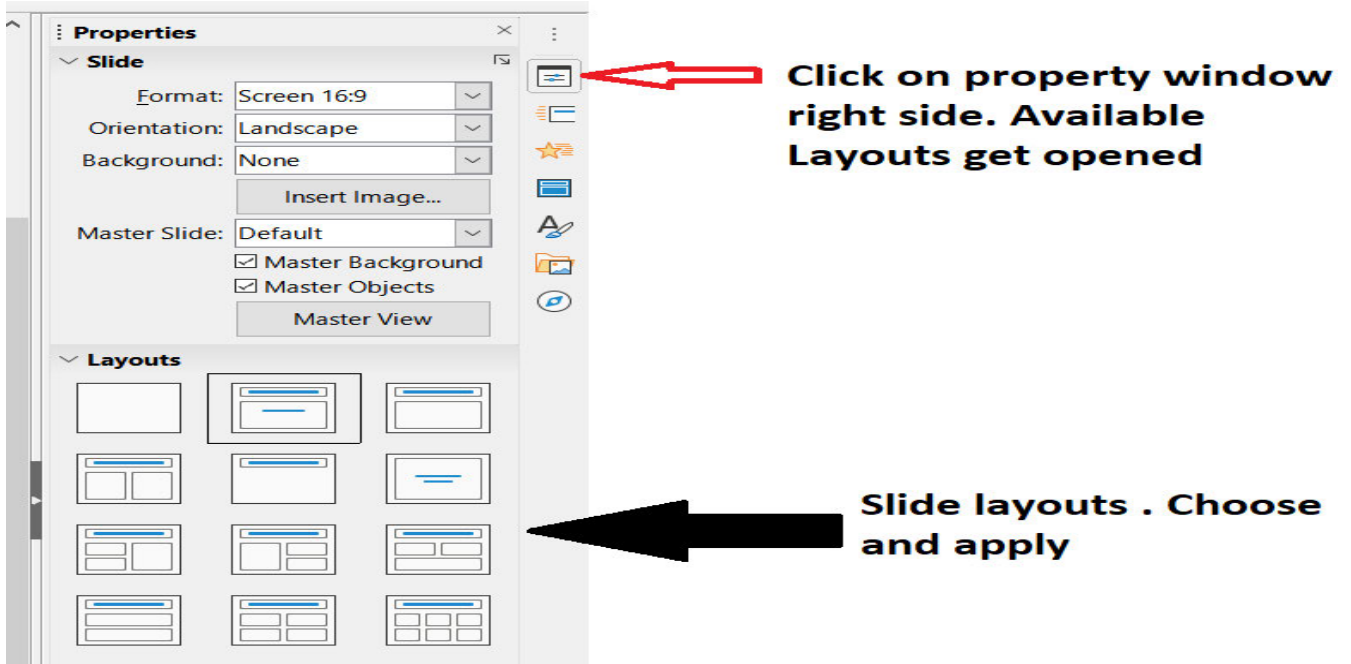 Properties
Slide
Format: Screen 16:9
Orientation: Landscape
Background: None
Insert Image...
Master Slide: Default
Master Background
Master Objects
Master View
Layouts
Click on property window
right side. Available
Layouts get opened
Slide layouts . Choose
and apply